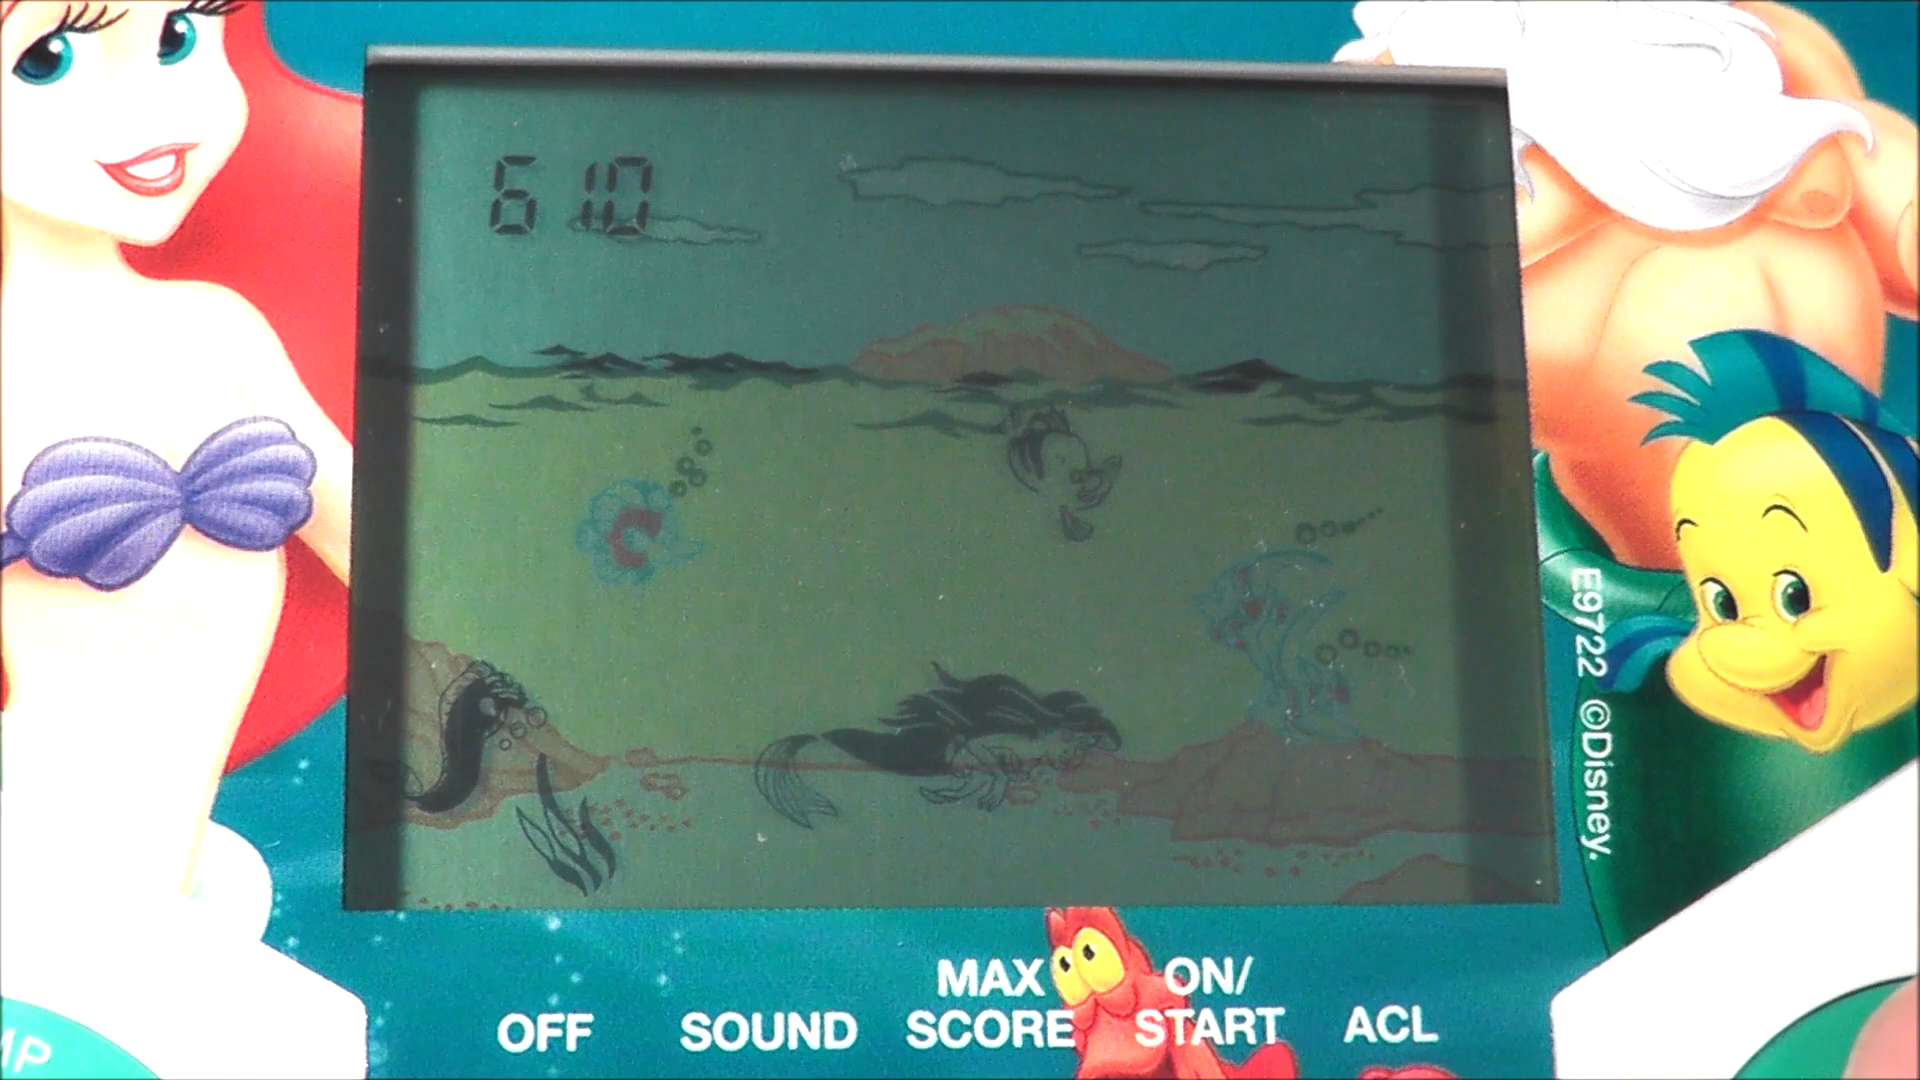 610
E9722 ©Disney.
MAX
SCORE
ON/
START
OFF
SOUND
ACL